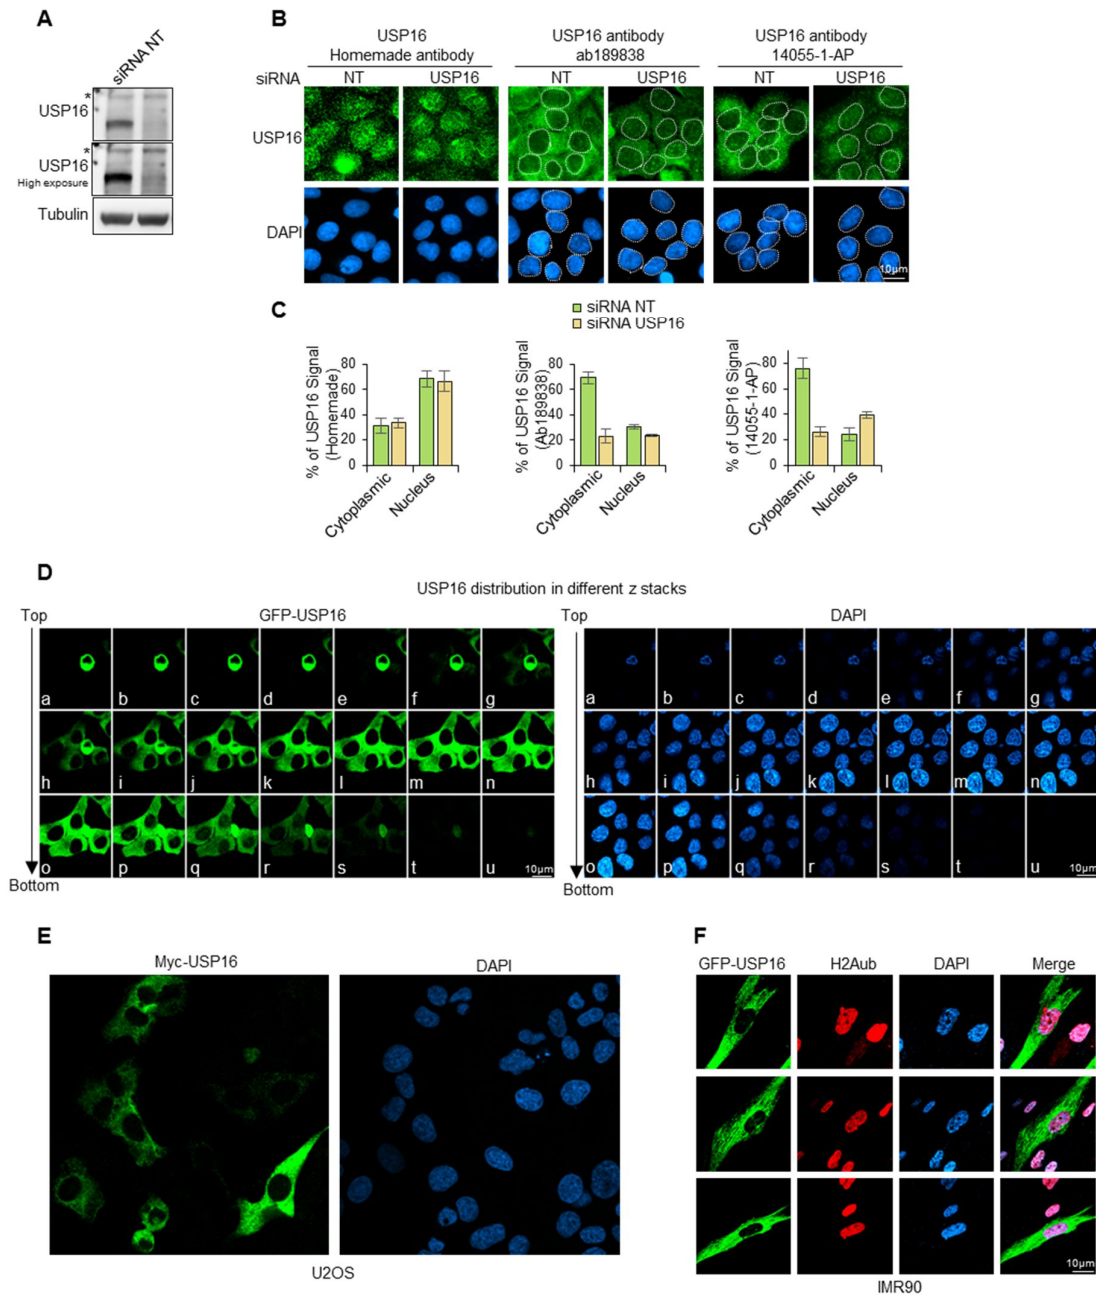 A
siRNA NT
*
USP16
*
USP16
High exposure
Tubulin
B
USP16
Homemade antibody
USP16 antibody
ab189838
USP16 antibody
14055-1-AP
siRNA
NT
USP16
NT
USP16
NT
USP16
USP16
DAPI
10µm
C
siRNA NT
siRNA USP16
% of USP16 Signal
(Homemade)
80
60
40
20
0
Cytoplasmic
Nucleus
% of USP16 Signal
(Ab189838)
80
60
40
20
0
Cytoplasmic
Nucleus
% of USP16 Signal
(14055-1-AP)
80
60
40
20
0
Cytoplasmic
Nucleus
D
USP16 distribution in different z stacks
Top
GFP-USP16
a b c d e f g
h i j k l m n
o p q r s t u
10µm
Bottom
Top
DAPI
a b c d e f g
h i j k l m n
o p q r s t u
10µm
Bottom
E
Myc-USP16
DAPI
U2OS
F
GFP-USP16
H2Aub
DAPI
Merge
10µm
IMR90